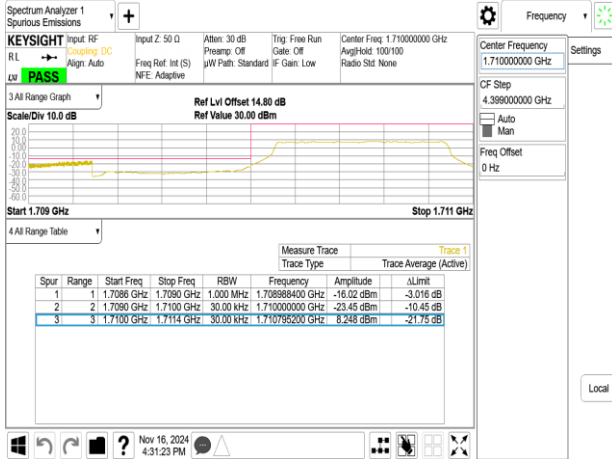 Spectrum Analyzer 1
Spurious Emissions
+
Frequency
KEYSIGHT Input: RF Input Z: 50 Ω Atten: 30 dB Trig: Free Run Center Freq: 1.710000000 GHz
Coupling: DC Preamp: Off Gate: Off Avg|Hold: 100/100
RL Align: Auto Freq Ref: Int (S) µW Path: Standard IF Gain: Low Radio Std: None
NFE: Adaptive
LXI PASS
Center Frequency
1.710000000 GHz
Settings
CF Step
4.399000000 GHz
Auto
Man
Freq Offset
0 Hz
Local
3 All Range Graph
Ref Lvl Offset 14.80 dB
Scale/Div 10.0 dB Ref Value 30.00 dBm
20.0
10.0
0.00
-10.0
-20.0
-30.0
-40.0
-50.0
-60.0
Start 1.709 GHz Stop 1.711 GHz
4 All Range Table
Measure Trace Trace 1
Trace Type Trace Average (Active)
Spur Range Start Freq Stop Freq RBW Frequency Amplitude ΔLimit
1 1 1.7086 GHz 1.7090 GHz 1.000 MHz 1.708988400 GHz -16.02 dBm -3.016 dB
2 2 1.7090 GHz 1.7100 GHz 30.00 kHz 1.710000000 GHz -23.45 dBm -10.45 dB
3 3 1.7100 GHz 1.7114 GHz 30.00 kHz 1.710795200 GHz 8.248 dBm -21.75 dB
?
Nov 16, 2024
4:31:23 PM